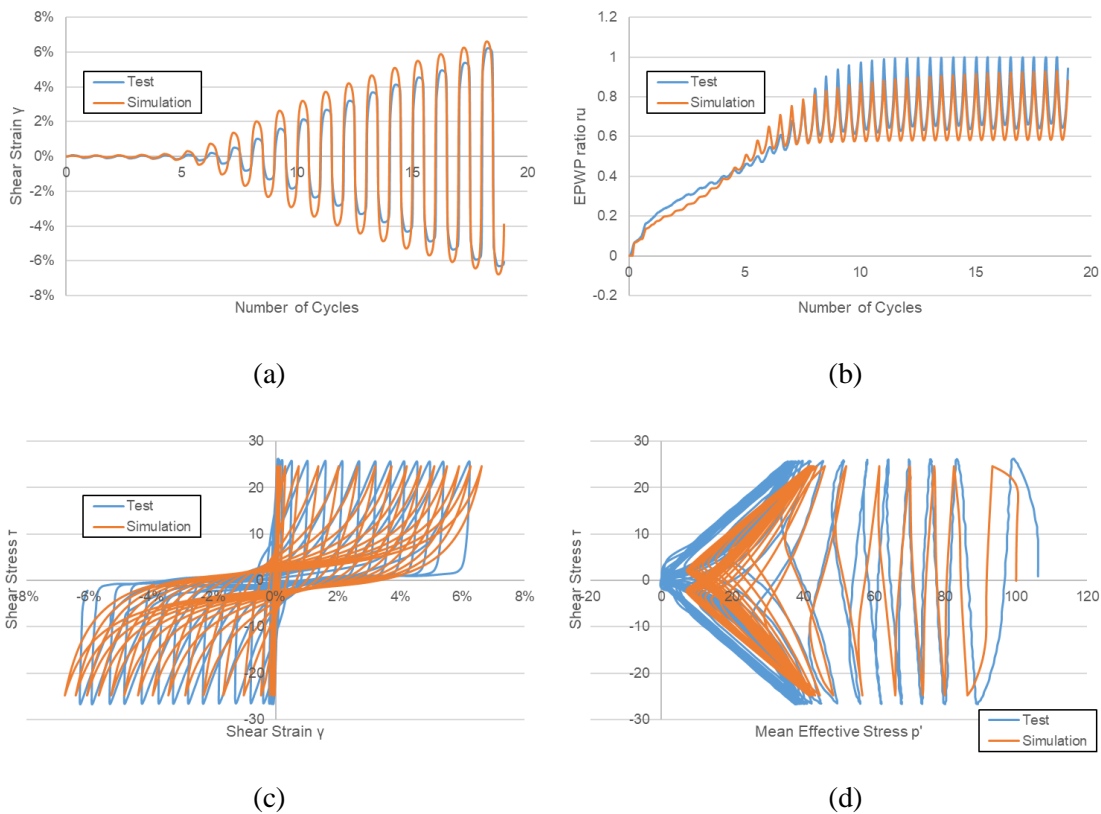 8%
6%
4%
2%
0%
-2%
-4%
-6%
-8%
0
5
10
15
20
Shear Strain γ
Number of Cycles
Test
Simulation
(a)
1.2
1
0.8
0.6
0.4
0.2
0
-0.2
0
5
10
15
20
EPWP ratio ru
Number of Cycles
Test
Simulation
(b)
30
20
10
0
-10
-20
-30
-8%
-6%
-4%
-2%
0%
2%
4%
6%
8%
Shear Stress τ
Shear Strain γ
Test
Simulation
(c)
30
20
10
0
-10
-20
-30
-20
0
20
40
60
80
100
120
Shear Stress τ
Mean Effective Stress p'
Test
Simulation
(d)